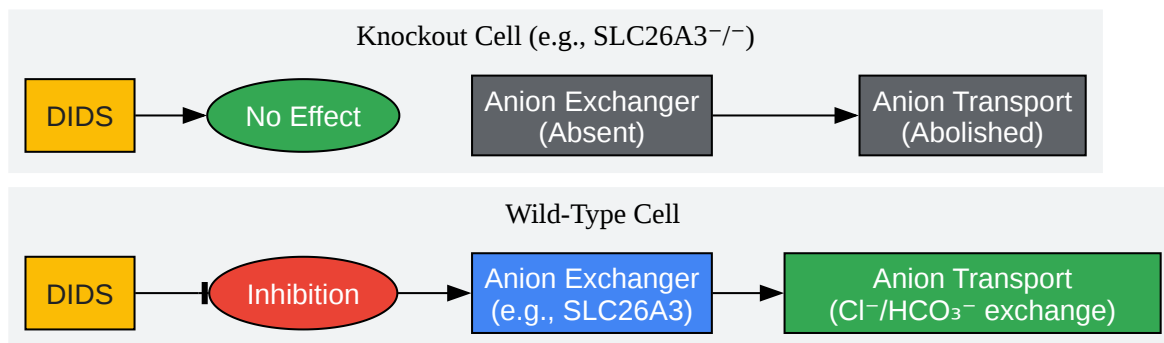 Knockout Cell (e.g., SLC26A3⁻/⁻)
DIDS
No Effect
Anion Exchanger
(Absent)
Anion Transport
(Abolished)
Wild-Type Cell
DIDS
Inhibition
Anion Exchanger
(e.g., SLC26A3)
Anion Transport
(Cl⁻/HCO₃⁻ exchange)